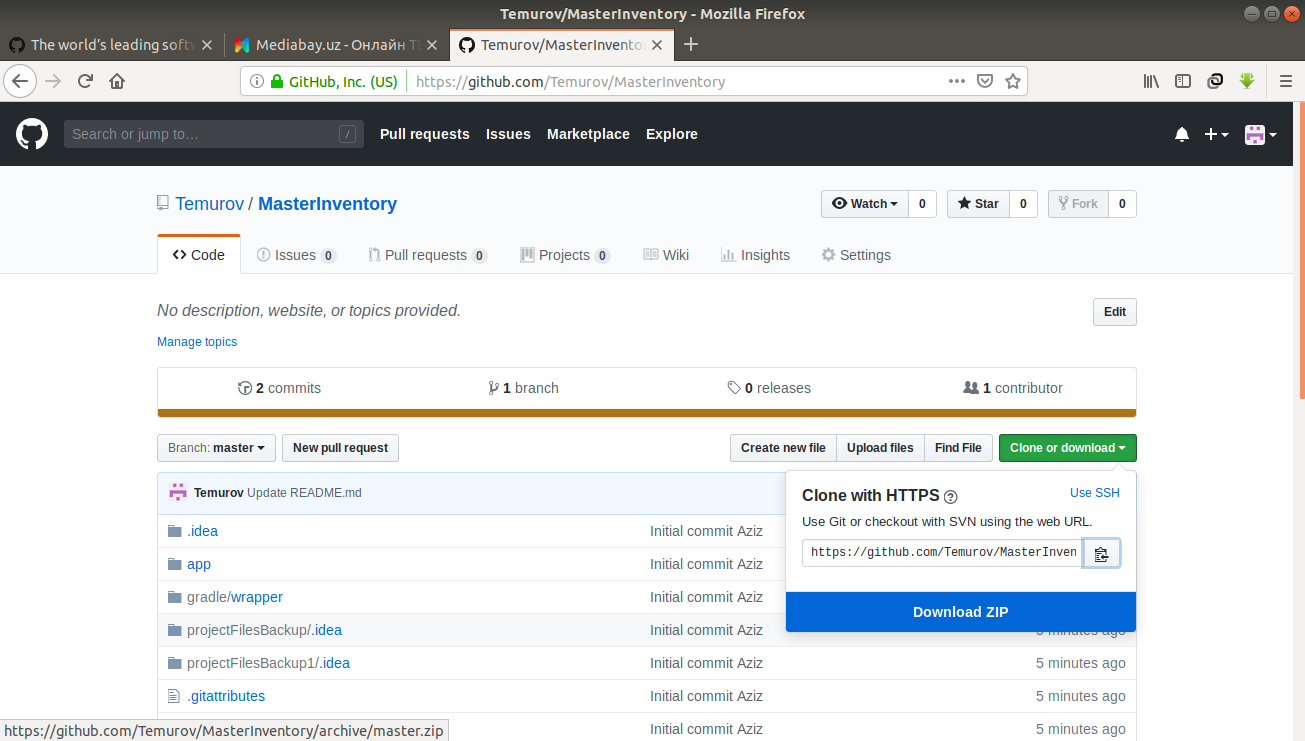 Temurov/MasterInventory - Mozilla Firefox
The world's leading softw
Mediabay.uz - Онлайн Т
Temurov/MasterInvento
GitHub, Inc. (US) https://github.com/Temurov/MasterInventory
Search or jump to… /
Pull requests Issues Marketplace Explore
Temurov / MasterInventory
Watch 0 Star 0 Fork 0
Code Issues 0 Pull requests 0 Projects 0 Wiki Insights Settings
No description, website, or topics provided.
Edit
Manage topics
2 commits 1 branch 0 releases 1 contributor
Branch: master New pull request Create new file Upload files Find File Clone or download
Temurov Update README.md
Clone with HTTPS ?
Use SSH
Use Git or checkout with SVN using the web URL.
https://github.com/Temurov/MasterInven
Download ZIP
.idea Initial commit Aziz
app Initial commit Aziz
gradle/wrapper Initial commit Aziz
projectFilesBackup/.idea Initial commit Aziz 5 minutes ago
projectFilesBackup1/.idea Initial commit Aziz 5 minutes ago
.gitattributes Initial commit Aziz 5 minutes ago
Initial commit Aziz 5 minutes ago
https://github.com/Temurov/MasterInventory/archive/master.zip